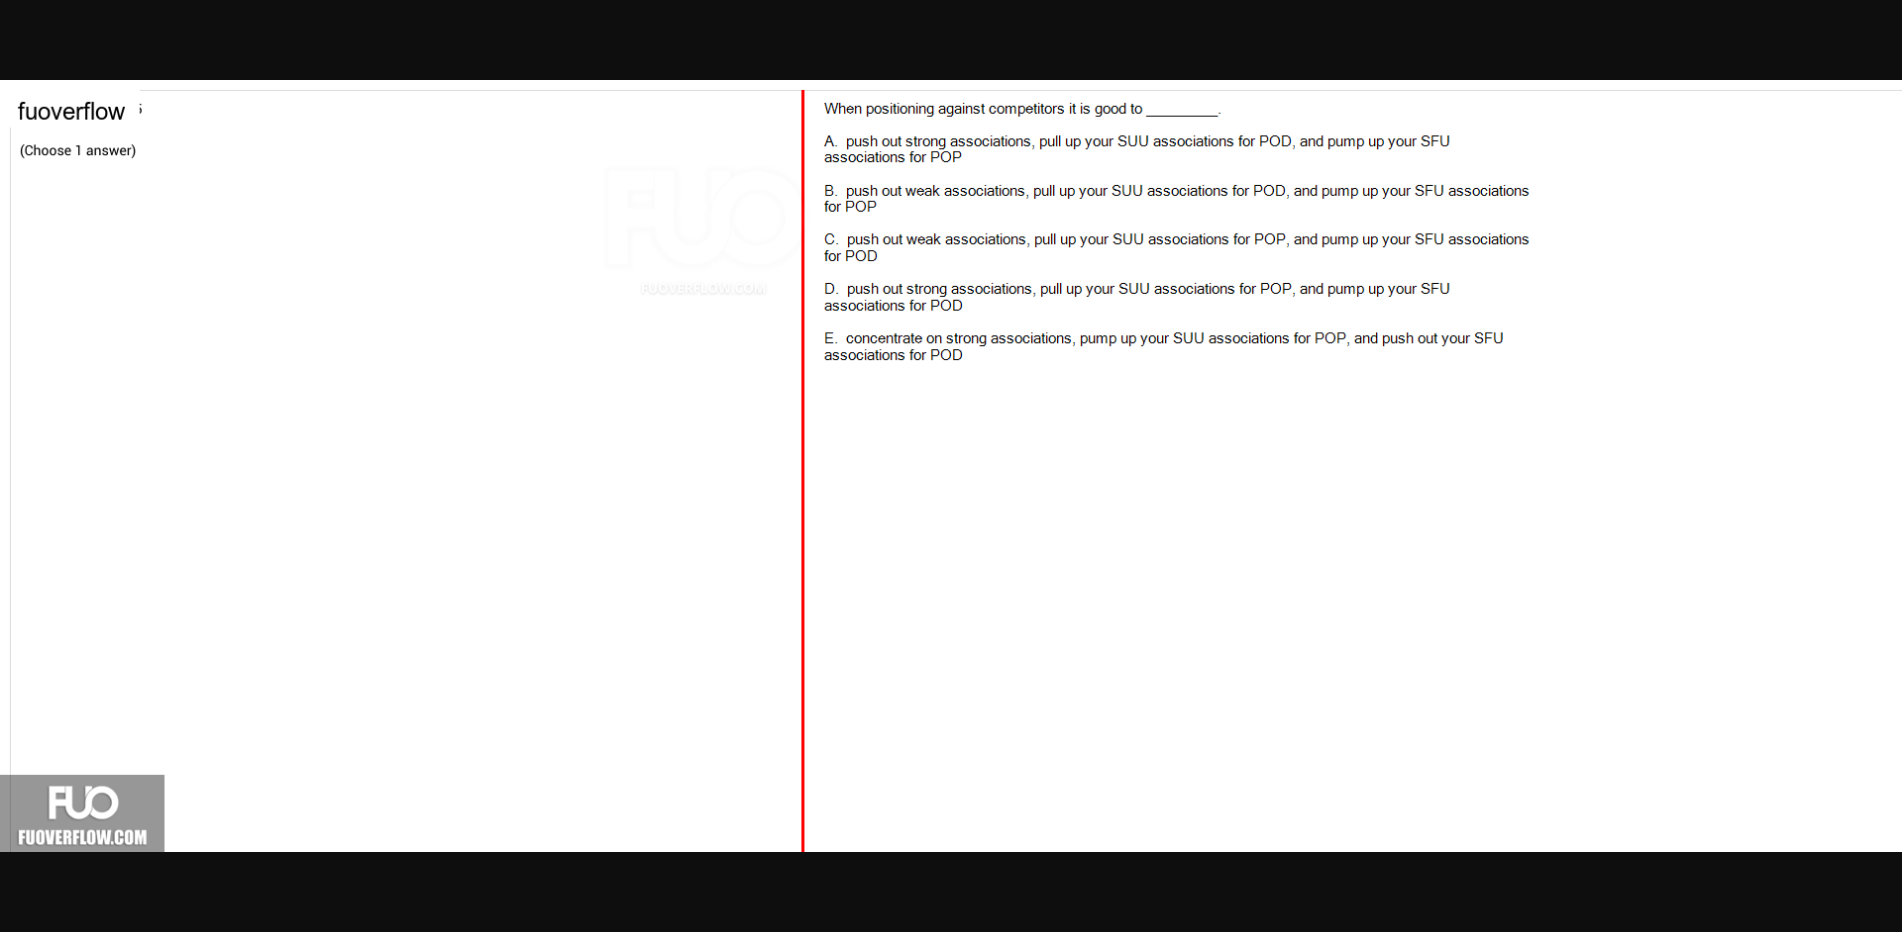 fuoverflow
(Choose 1 answer)
FUO
FUOVERFLOW.COM
When positioning against competitors it is good to _________.
A. push out strong associations, pull up your SUU associations for POD, and pump up your SFU
associations for POP
B. push out weak associations, pull up your SUU associations for POD, and pump up your SFU associations
for POP
C. push out weak associations, pull up your SUU associations for POP, and pump up your SFU associations
for POD
D. push out strong associations, pull up your SUU associations for POP, and pump up your SFU
associations for POD
E. concentrate on strong associations, pump up your SUU associations for POP, and push out your SFU
associations for POD
FUO
FUOVERFLOW.COM